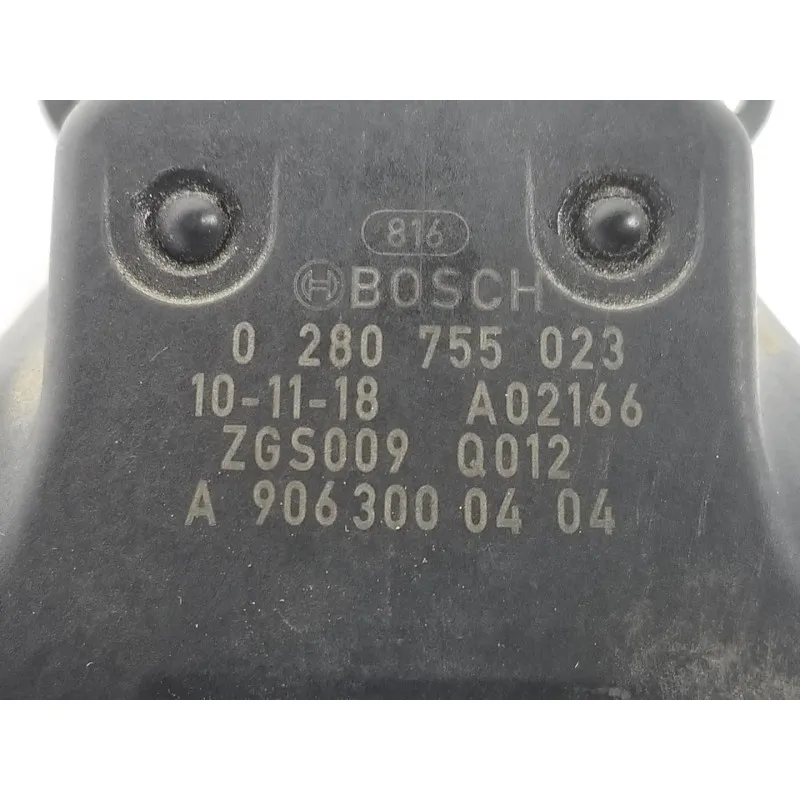 816
BOSCH
0 280 755 023
10-11-18 A02166
ZGS009 Q012
A 906 300 04 04